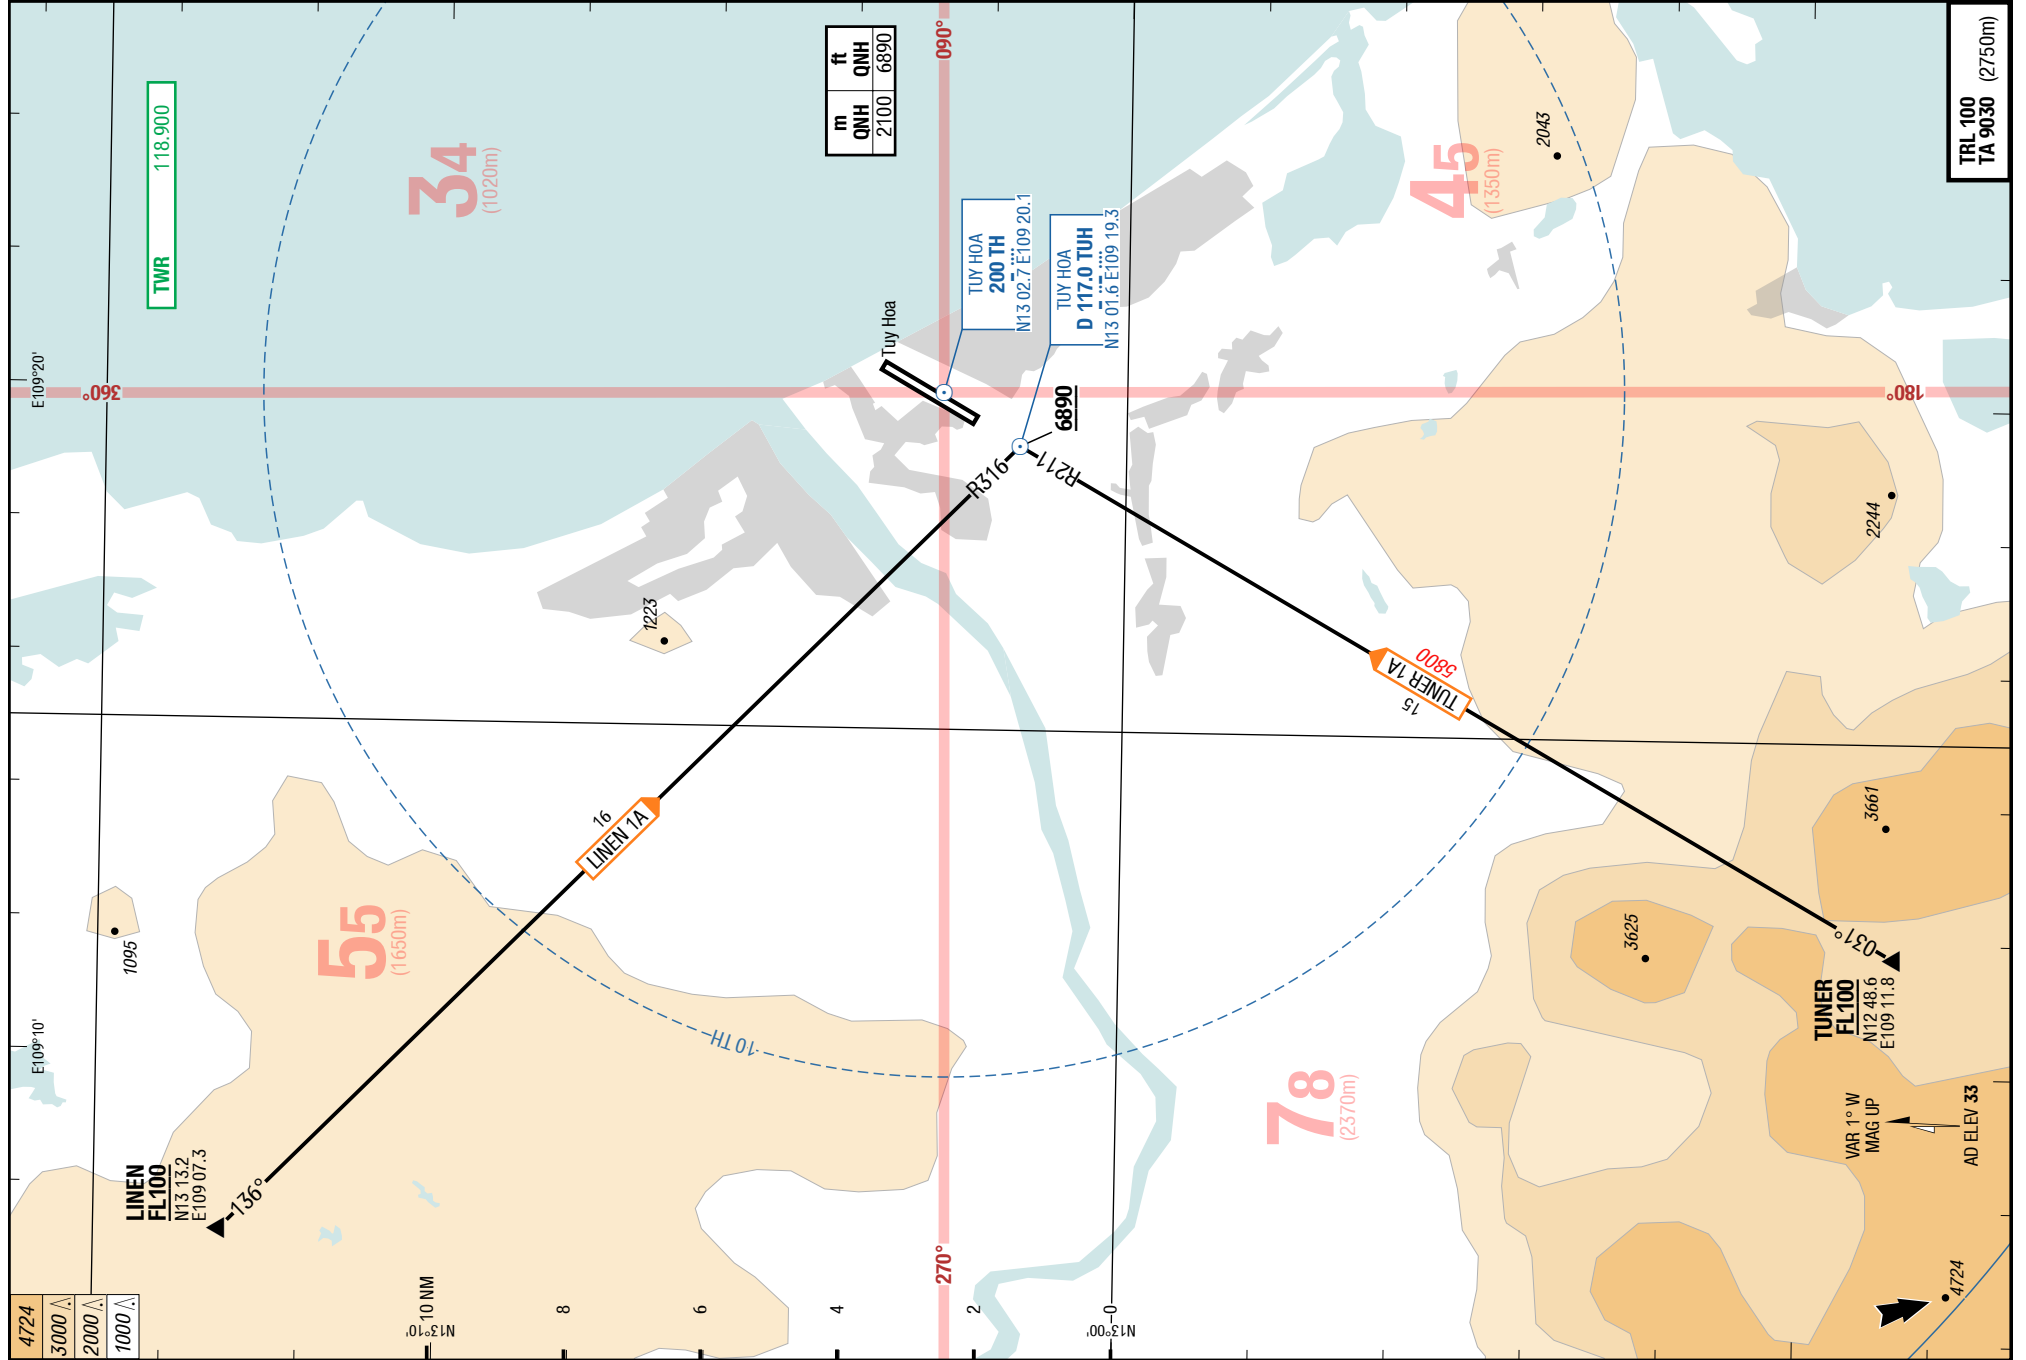 4724
3000
2000
1000
E109°10'
E109°20'
1095
LINEN
FL100
N13 13.2
E109 07.3
136°
TWR 118.900
360°
34
(1020m)
55
(1650m)
16
LINEN 1A
1223
10 NM
N13°10'
8
6
4
2
0
N13°00'
10 TH
m ft
QNH QNH
2100 6890
090°
270°
Tuy Hoa
TUY HOA
200 TH
N13 02.7 E109 20.1
TUY HOA
D 117.0 TUH
N13 01.6 E109 19.3
R316
R211
6890
45
(1350m)
2043
78
(2370m)
15
TUNER 1A
5800
180°
2244
3661
3625
031°
TUNER
FL100
N12 48.6
E109 11.8
VAR 1° W
MAG UP
AD ELEV 33
4724
TRL 100
TA 9030 (2750m)